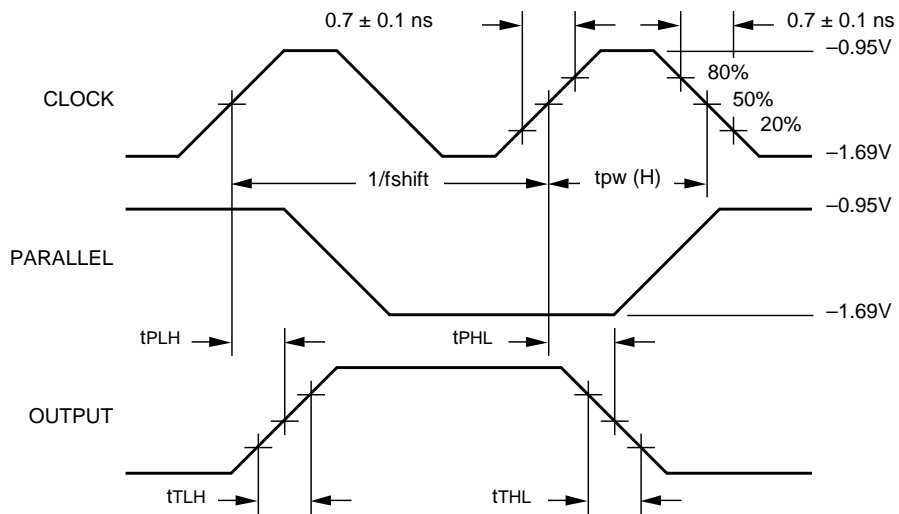 0.7 ± 0.1 ns
0.7 ± 0.1 ns
–0.95V
80%
CLOCK
50%
20%
–1.69V
1/fshift
tpw (H)
–0.95V
PARALLEL
–1.69V
tPLH
tPHL
OUTPUT
tTLH
tTHL